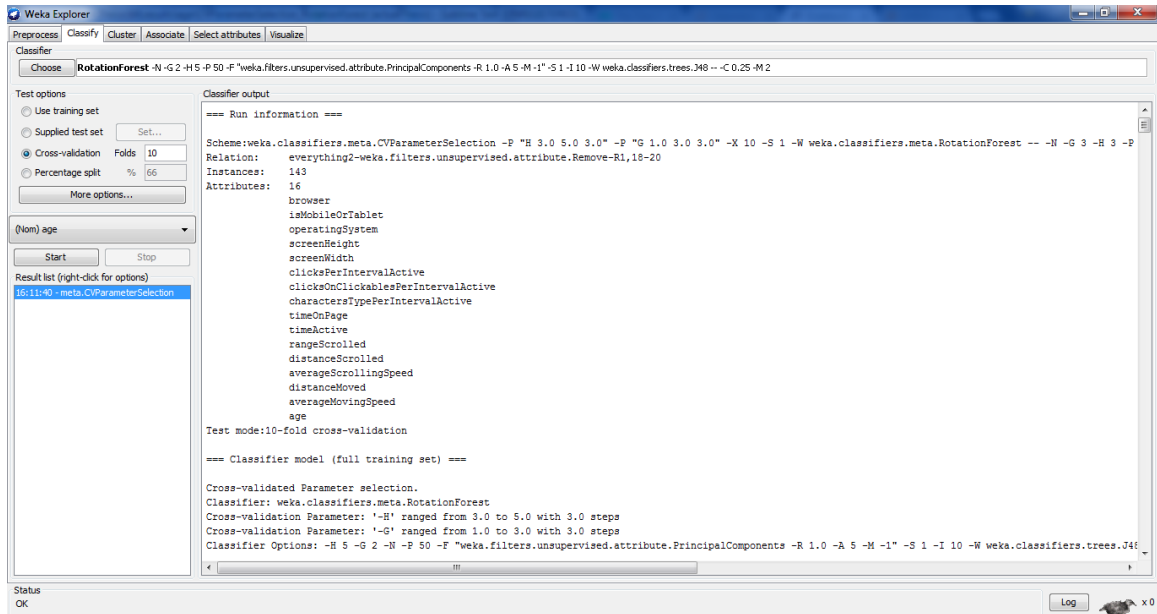 Weka Explorer
Preprocess Classify Cluster Associate Select attributes Visualize
Classifier
Choose RotationForest -N -G 2 -H 5 -P 50 -F "weka.filters.unsupervised.attribute.PrincipalComponents -R 1.0 -A 5 -M -1" -S 1 -I 10 -W weka.classifiers.trees.J48 -- -C 0.25 -M 2
Test options
Use training set
Supplied test set Set...
Cross-validation Folds 10
Percentage split % 66
More options...
(Nom) age
Start Stop
Result list (right-click for options)
16:11:40 - meta.CVParameterSelection
Classifier output
=== Run information ===
Scheme:weka.classifiers.meta.CVParameterSelection -P "H 3.0 5.0 3.0" -P "G 1.0 3.0 3.0" -X 10 -S 1 -W weka.classifiers.meta.RotationForest -- -N -G 3 -H 3 -P
Relation: everything2-weka.filters.unsupervised.attribute.Remove-R1,18-20
Instances: 143
Attributes: 16
browser
isMobileOrTablet
operatingSystem
screenHeight
screenWidth
clicksPerIntervalActive
clicksOnClickablesPerIntervalActive
charactersTypePerIntervalActive
timeOnPage
timeActive
rangeScrolled
distanceScrolled
averageScrollingSpeed
distanceMoved
averageMovingSpeed
age
Test mode:10-fold cross-validation
=== Classifier model (full training set) ===
Cross-validated Parameter selection.
Classifier: weka.classifiers.meta.RotationForest
Cross-validation Parameter: '-H' ranged from 3.0 to 5.0 with 3.0 steps
Cross-validation Parameter: '-G' ranged from 1.0 to 3.0 with 3.0 steps
Classifier Options: -H 5 -G 2 -N -P 50 -F "weka.filters.unsupervised.attribute.PrincipalComponents -R 1.0 -A 5 -M -1" -S 1 -I 10 -W weka.classifiers.trees.J48
Status
OK
Log x 0